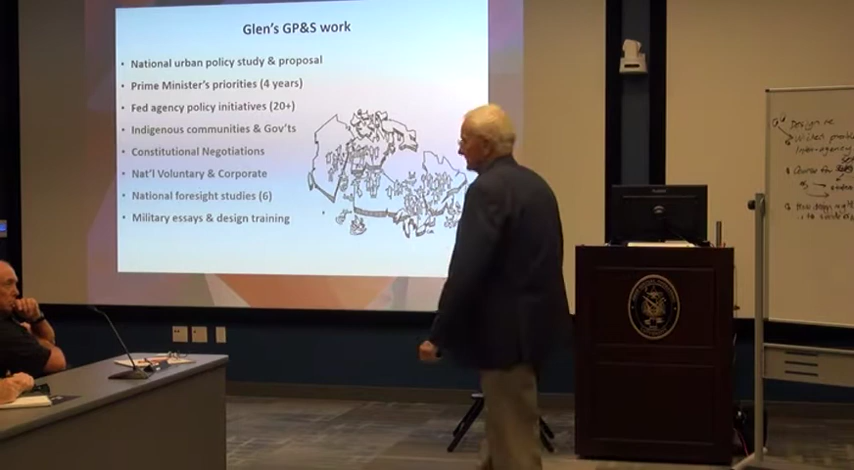 Glen's GP&S work
• National urban policy study & proposal
• Prime Minister's priorities (4 years)
• Fed agency policy initiatives (20+)
• Indigenous communities & Gov'ts
• Constitutional Negotiations
• Nat'l Voluntary & Corporate
• National foresight studies (6)
• Military essays & design training
Design